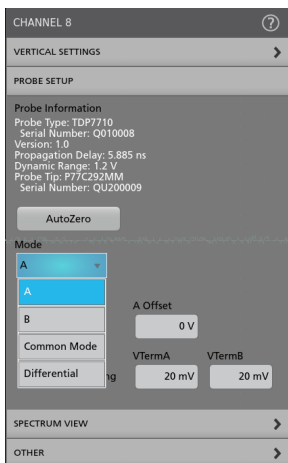 CHANNEL 8
?
VERTICAL SETTINGS
PROBE SETUP
Probe Information
Probe Type: TDP7710
Serial Number: Q010008
Version: 1.0
Propagation Delay: 5.885 ns
Dynamic Range: 1.2 V
Probe Tip: P77C292MM
Serial Number: QU200009
AutoZero
Mode
A
A
B
Common Mode
Differential
A Offset
0 V
VTermA
VTermB
20 mV
20 mV
SPECTRUM VIEW
OTHER